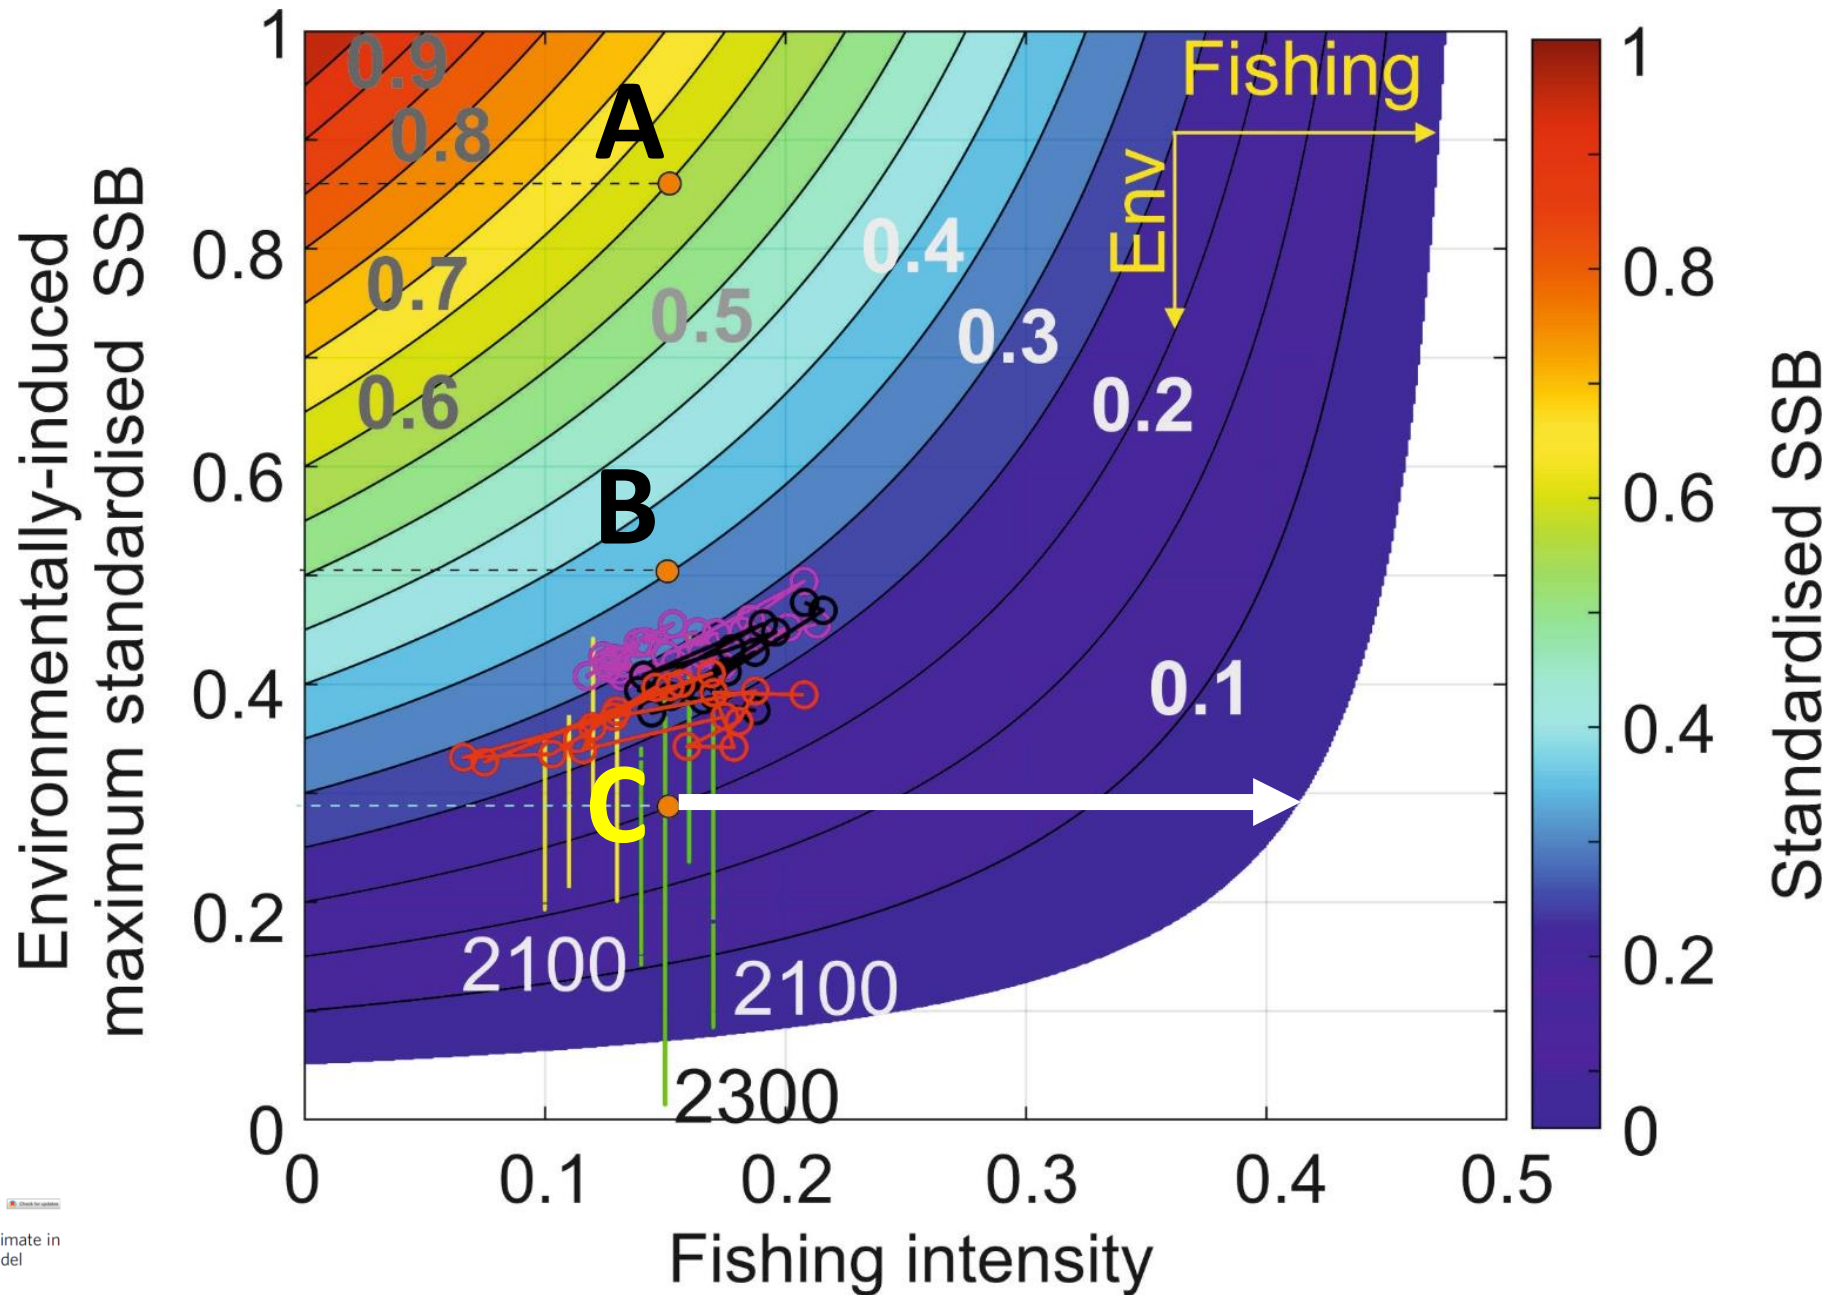 1
0.8
0.6
0.4
0.2
0
Environmentally-induced
maximum standardised SSB
0.9
0.8
0.7
0.6
0.5
0.4
0.3
0.2
0.1
A
B
C
Fishing
Env
2100
2100
2300
0
0.1
0.2
0.3
0.4
0.5
Fishing intensity
1
0.8
0.6
0.4
0.2
0
Standardised SSB
Check for updates
imate in
del